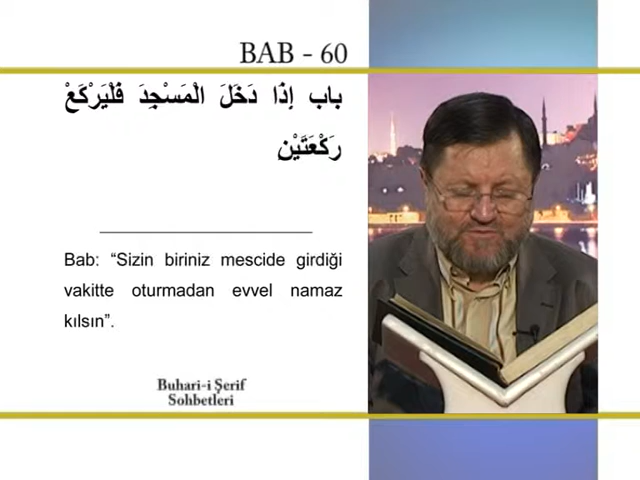 BAB - 60
باب إِذَا دَخَلَ الْمَسْجِدَ فَلْيَرْكَعْ
رَكْعَتَيْنِ
Bab: “Sizin biriniz mescide girdiği
vakitte oturmadan evvel namaz
kılsın”.
Buhari-i Şerif
Sohbetleri